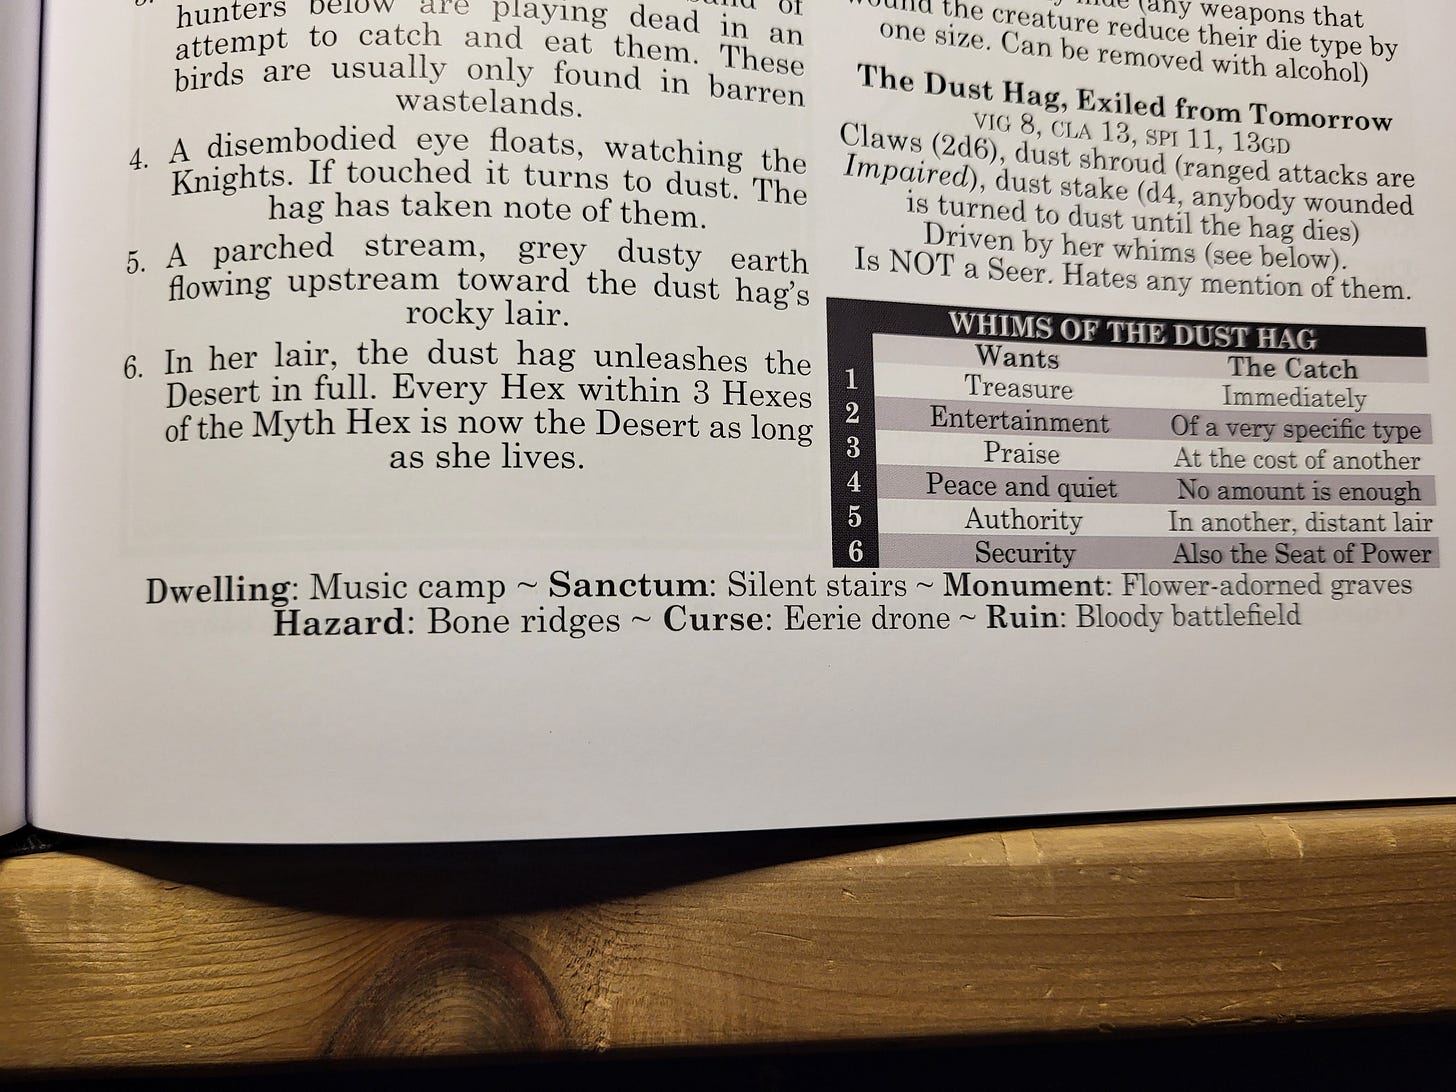 hunters below are playing dead in an
attempt to catch and eat them. These
birds are usually only found in barren
wastelands.
4. A disembodied eye floats, watching the
Knights. If touched it turns to dust. The
hag has taken note of them.
5. A parched stream, grey dusty earth
flowing upstream toward the dust hag's
rocky lair.
6. In her lair, the dust hag unleashes the
Desert in full. Every Hex within 3 Hexes
of the Myth Hex is now the Desert as long
as she lives.
(any weapons that
the creature reduce their die type by
one size. Can be removed with alcohol)
The Dust Hag, Exiled from Tomorrow
VIG 8, CLA 13, SPI 11, 13GD
Claws (2d6), dust shroud (ranged attacks are
Impaired), dust stake (d4, anybody wounded
is turned to dust until the hag dies)
Driven by her whims (see below).
Is NOT a Seer. Hates any mention of them.
WHIMS OF THE DUST HAG
Wants The Catch
1 Treasure Immediately
2 Entertainment Of a very specific type
3 Praise At the cost of another
4 Peace and quiet No amount is enough
5 Authority In another, distant lair
6 Security Also the Seat of Power
Dwelling: Music camp ~ Sanctum: Silent stairs ~ Monument: Flower-adorned graves
Hazard: Bone ridges ~ Curse: Eerie drone ~ Ruin: Bloody battlefield